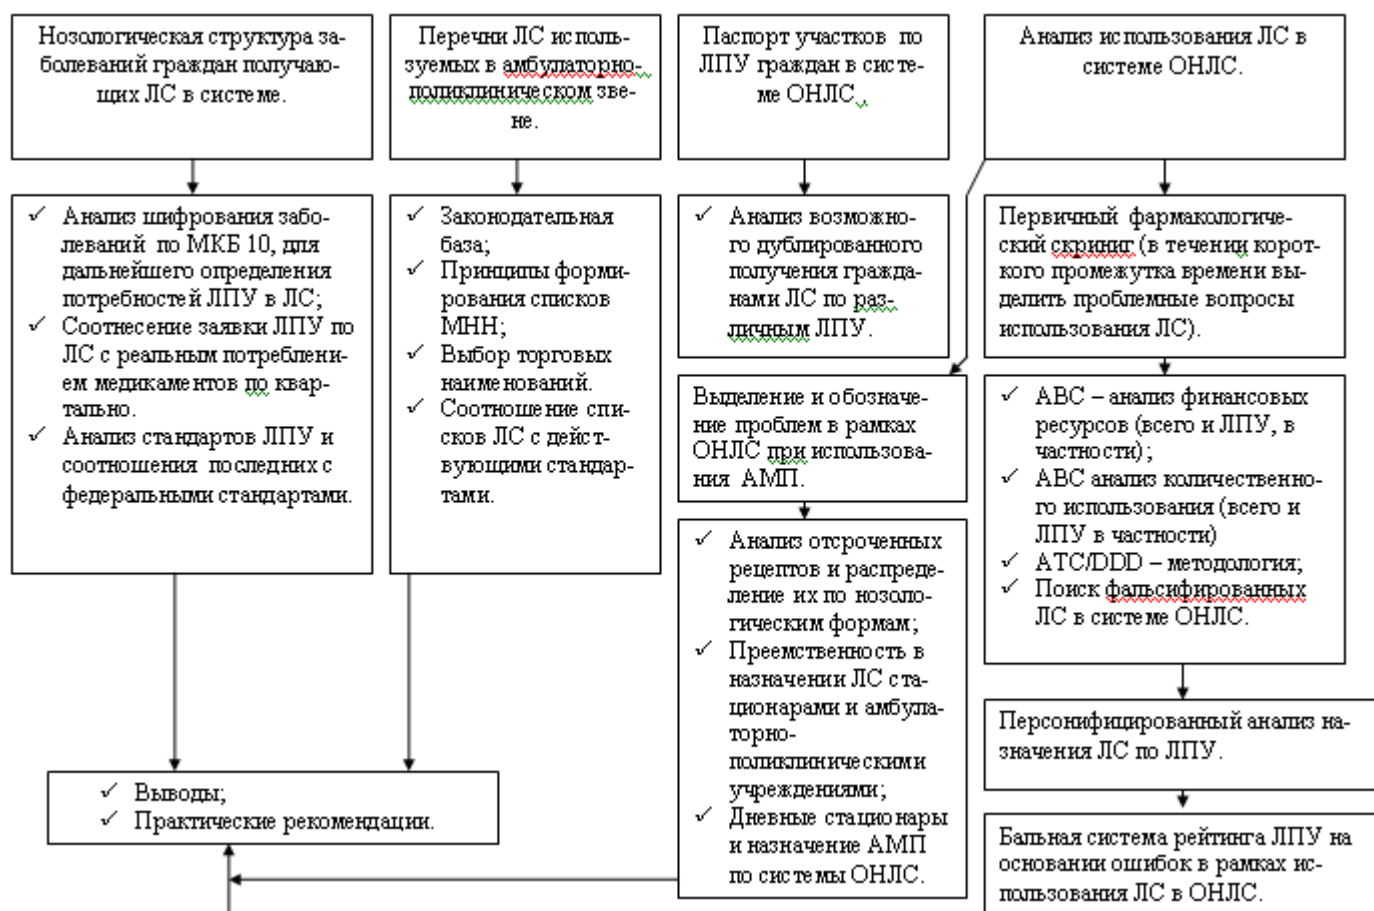 Нозологическая структура за-
болеваний граждан получаю-
щих ЛС в системе.
Перечни ЛС исполь-
зуемых в амбулаторно-
поликлиническом зве-
не.
Паспорт участков по
ЛПУ граждан в систе-
ме ОНЛС ,
Анализ использования ЛС в
системе ОНЛС.
✓ Анализ шифрования забо-
леваний по МКБ 10, для
дальнейшего определения
потребностей ЛПУ в ЛС;
✓ Соотнесение заявки ЛПУ по
ЛС с реальным потреблени-
ем медикаментов по квар-
тально.
✓ Анализ стандартов ЛПУ и
соотношения последних с
федеральными стандартами.
✓ Законодательная
база;
✓ Принципы форми-
рования списков
МНН;
✓ Выбор торговых
наименований.
✓ Соотношение спи-
сков ЛС с дейст-
вующими стандар-
тами.
✓ Анализ возможно-
го дублированного
получения гражда-
нами ЛС по раз-
личным ЛПУ.
Первичный фармакологиче-
ский скриниг (в течении корот-
кого промежутка времени вы-
делить проблемные вопросы
использования ЛС).
Выделение и обозначе-
ние проблем в рамках
ОНЛС при использова-
ния АМП.
✓ АВС – анализ финансовых
ресурсов (всего и ЛПУ, в
частности);
✓ АВС анализ количественно-
го использования (всего и
ЛПУ в частности)
✓ АТС/DDD – методология;
✓ Поиск фальсифированных
ЛС в системе ОНЛС.
✓ Анализ отсроченных
рецептов и распреде-
ление их по нозоло-
гическим формам;
✓ Преемственность в
назначении ЛС ста-
ционарами и амбула-
торно-
поликлиническими
учреждениями;
✓ Дневные стационары
и назначение АМП
по системы ОНЛС.
Персонифицированный анализ на-
значения ЛС по ЛПУ.
✓ Выводы;
✓ Практические рекомендации.
Бальная система рейтинга ЛПУ на
основании ошибок в рамках ис-
пользования ЛС в ОНЛС.